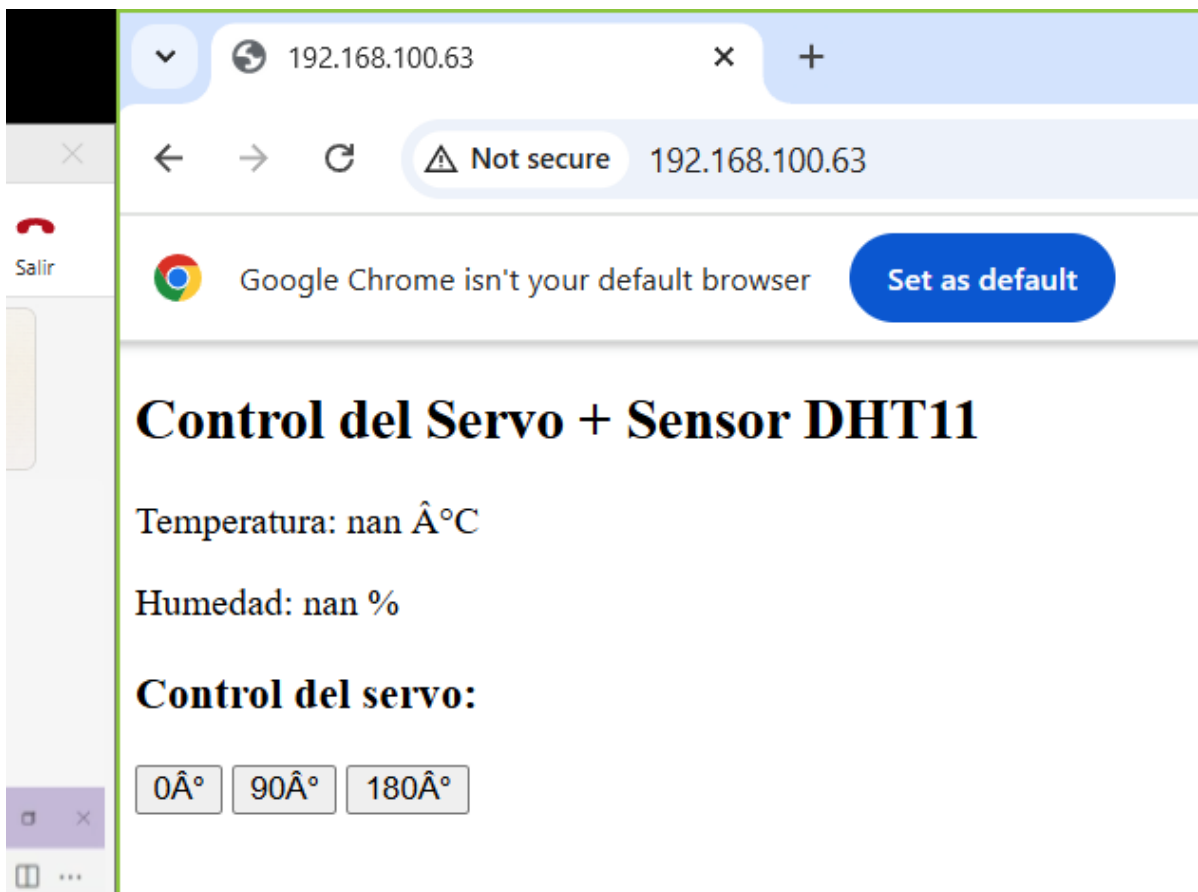 192.168.100.63
Not secure 192.168.100.63
Salir
Google Chrome isn't your default browser Set as default
Control del Servo + Sensor DHT11
Temperatura: nan Â°C
Humedad: nan %
Control del servo:
0Â° 90Â° 180Â°